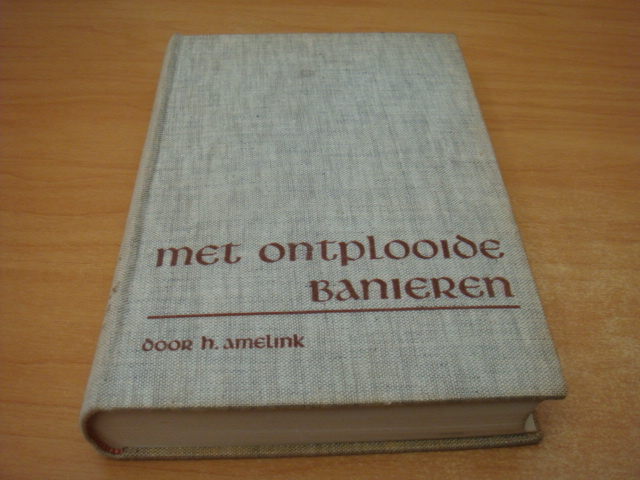 met ontplooide
banieren
door h. amelink